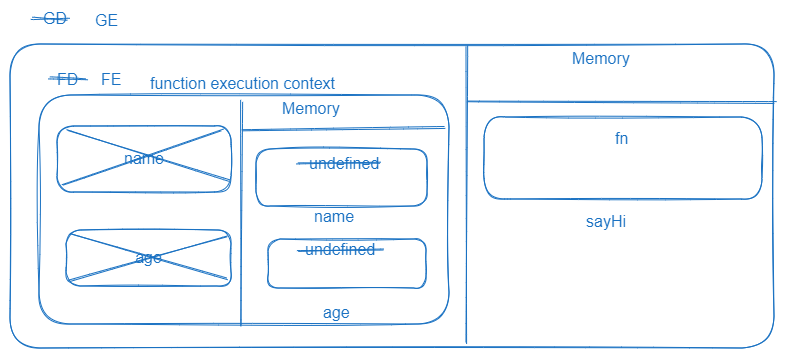 GD GE
Memory
FD FE function execution context
Memory
fn
name
undefined
name
sayHi
undefined
age
age